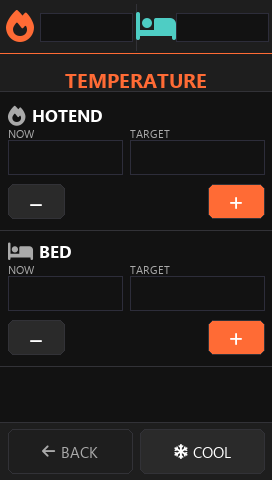 TEMPERATURE
HOTEND
NOW TARGET
– +
BED
NOW TARGET
– +
BACK COOL